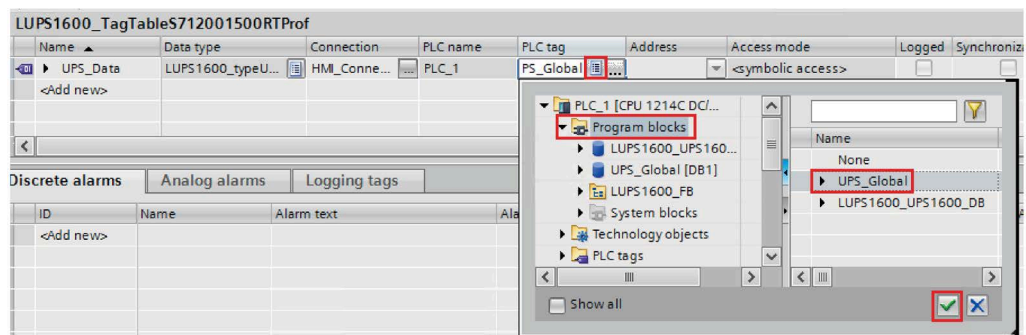 LUPS1600_TagTableS712001500RTProf
Name Data type Connection PLC name PLC tag Address Access mode Logged Synchroniz
UPS_Data LUPS1600_typeU... HMI_Conne... PLC_1 PS_Global <symbolic access>
<Add new>
PLC_1 [CPU 1214C DC/...
Program blocks
LUPS1600_UPS160...
UPS_Global [DB1]
LUPS1600_FB
System blocks
Technology objects
PLC tags
Show all
Name
None
UPS_Global
LUPS1600_UPS1600_DB
Discrete alarms Analog alarms Logging tags
ID Name Alarm text Ala
<Add new>